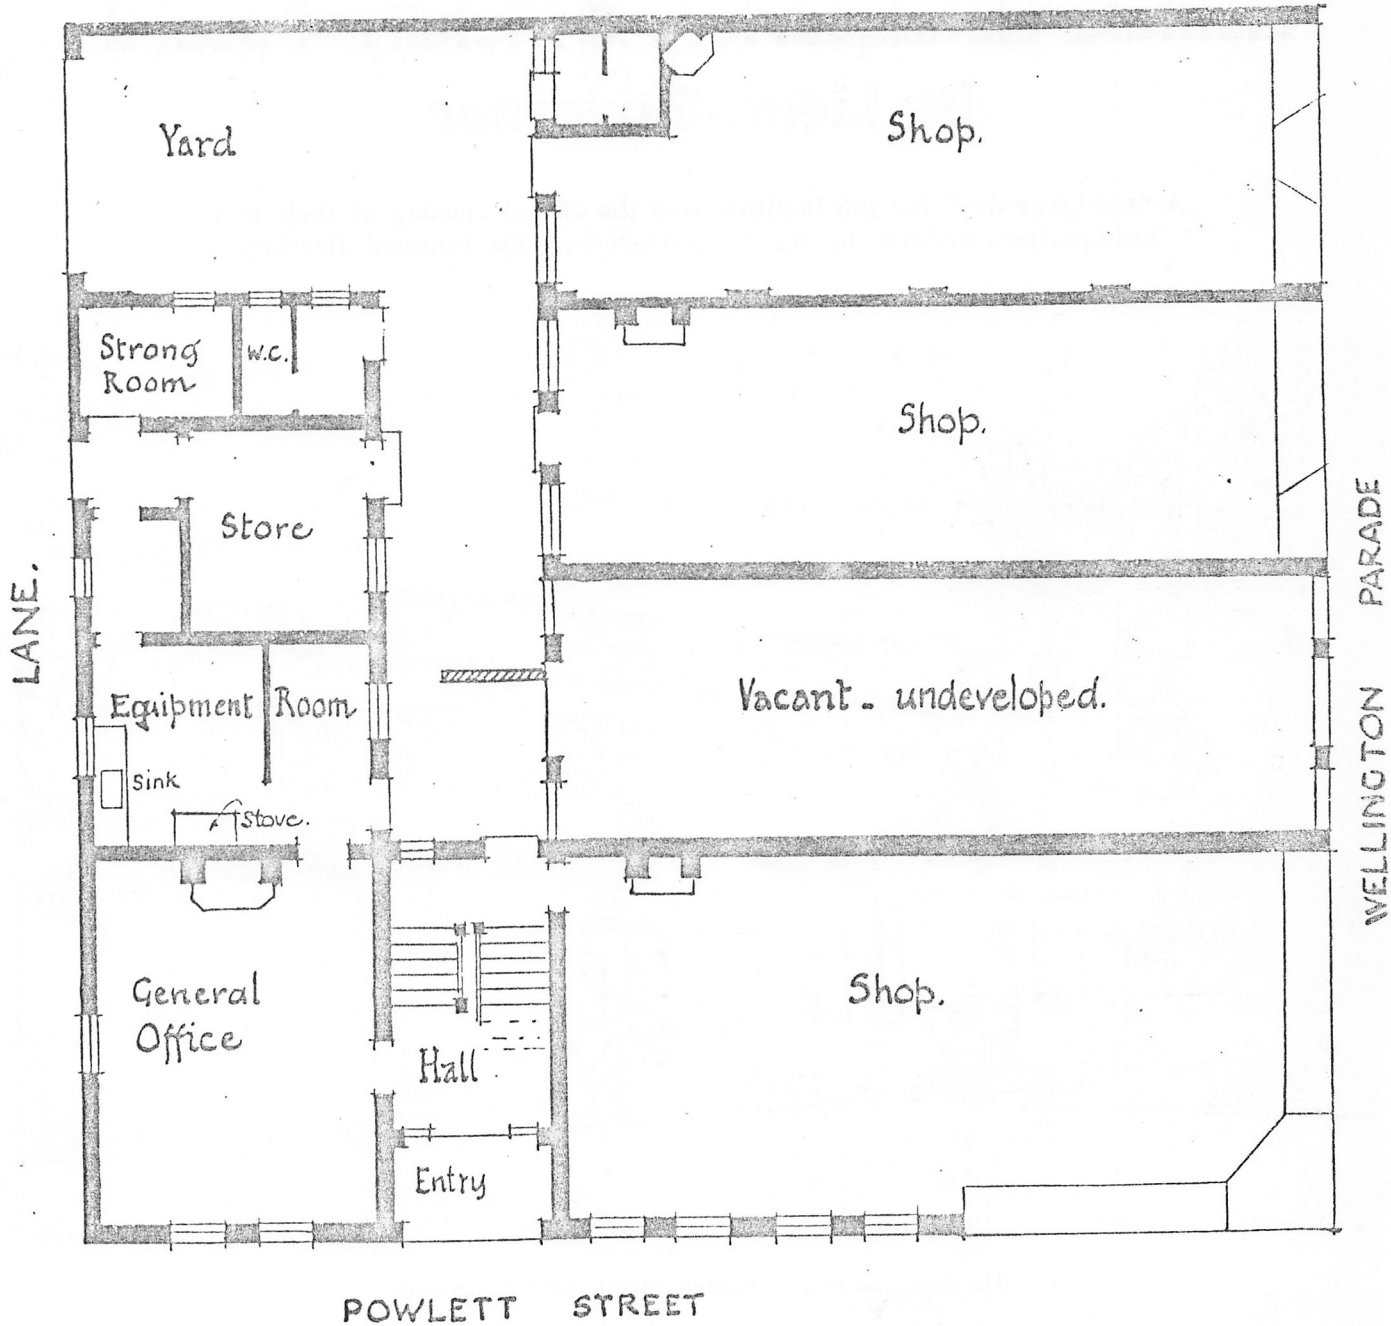 Yard
Shop.
Strong
Room
W.C.
Shop.
Store
LANE.
Equipment Room
Sink
Stove.
Vacant - undeveloped.
WELLINGTON PARADE
General
Office
Hall
Shop.
Entry
POWLETT STREET